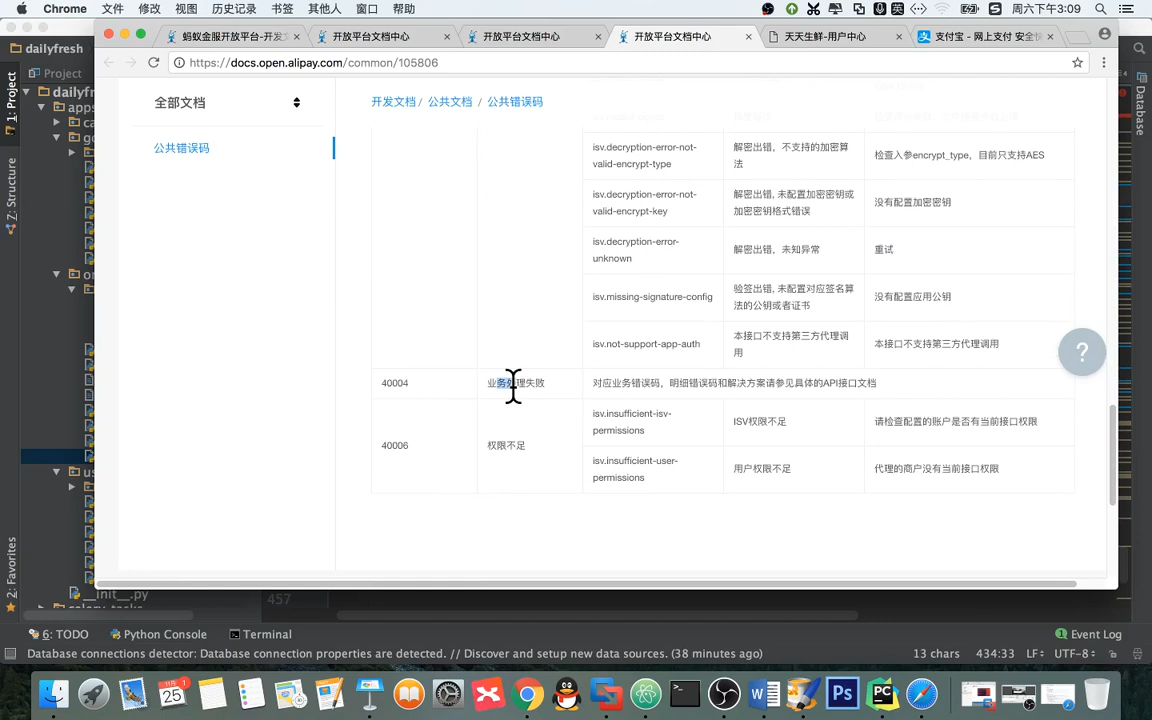 Chrome 文件 修改 视图 历史记录 书签 其他人 窗口 帮助 周六下午3:09
dailyfresh
蚂蚁金服开放平台-开发文 × 开放平台文档中心 × 开放平台文档中心 × 开放平台文档中心 × 天天生鲜-用户中心 × 支付宝 - 网上支付 安全快 ×
https://docs.open.alipay.com/common/105806
Project
1: Project
Z: Structure
Favorites
Database
dailyfr
apps
全部文档
开发文档 / 公共文档 / 公共错误码
公共错误码
isv.decryption-error-not-
valid-encrypt-type
解密出错，不支持的加密算
法
检查入参encrypt_type，目前只支持AES
isv.decryption-error-not-
valid-encrypt-key
解密出错, 未配置加密密钥或
加密密钥格式错误
没有配置加密密钥
isv.decryption-error-
unknown
解密出错，未知异常
重试
isv.missing-signature-config
验签出错, 未配置对应签名算
法的公钥或者证书
没有配置应用公钥
isv.not-support-app-auth
本接口不支持第三方代理调
用
本接口不支持第三方代理调用
40004
业务处理失败
对应业务错误码，明细错误码和解决方案请参见具体的API接口文档
40006
权限不足
isv.insufficient-isv-
permissions
ISV权限不足
请检查配置的账户是否有当前接口权限
isv.insufficient-user-
permissions
用户权限不足
代理的商户没有当前接口权限
?
__init__.py
457
6: TODO Python Console Terminal 1 Event Log
Database connections detector: Database connection properties are detected. // Discover and setup new data sources. (38 minutes ago) 13 chars 434:33 LF÷ UTF-8÷
25